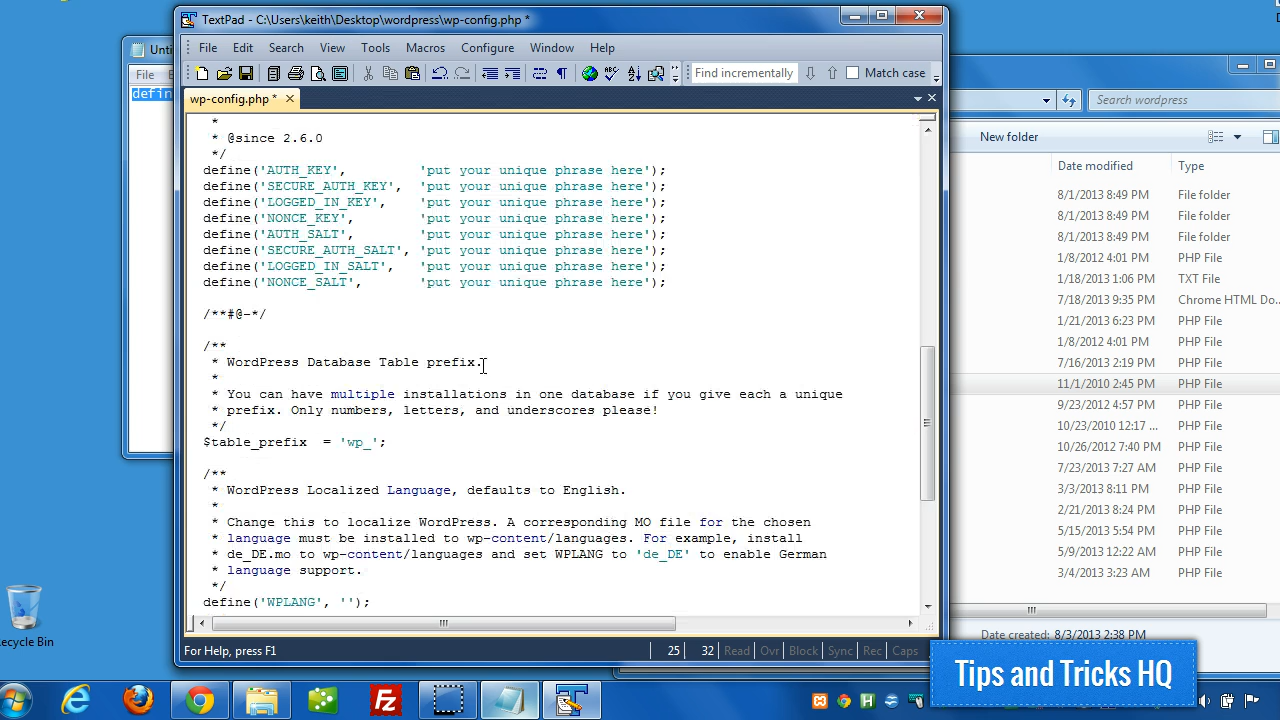 TextPad - C:\Users\keith\Desktop\wordpress\wp-config.php *
Unti
File
File Edit Search View Tools Macros Configure Window Help
Find incrementally
Match case
defin
wp-config.php *
Search wordpress
New folder
Date modified Type
*
* @since 2.6.0
*/
define('AUTH_KEY', 'put your unique phrase here');
define('SECURE_AUTH_KEY', 'put your unique phrase here');
define('LOGGED_IN_KEY', 'put your unique phrase here');
define('NONCE_KEY', 'put your unique phrase here');
define('AUTH_SALT', 'put your unique phrase here');
define('SECURE_AUTH_SALT', 'put your unique phrase here');
define('LOGGED_IN_SALT', 'put your unique phrase here');
define('NONCE_SALT', 'put your unique phrase here');
/**#@-*/
/**
* WordPress Database Table prefix.
*
* You can have multiple installations in one database if you give each a unique
* prefix. Only numbers, letters, and underscores please!
*/
$table_prefix = 'wp_';
/**
* WordPress Localized Language, defaults to English.
*
* Change this to localize WordPress. A corresponding MO file for the chosen
* language must be installed to wp-content/languages. For example, install
* de_DE.mo to wp-content/languages and set WPLANG to 'de_DE' to enable German
* language support.
*/
define('WPLANG', '');
8/1/2013 8:49 PM File folder
8/1/2013 8:49 PM File folder
8/1/2013 8:49 PM File folder
1/8/2012 4:01 PM PHP File
1/18/2013 1:06 PM TXT File
7/18/2013 9:35 PM Chrome HTML Do...
1/21/2013 6:23 PM PHP File
1/8/2012 4:01 PM PHP File
7/16/2013 2:19 PM PHP File
11/1/2010 2:45 PM PHP File
9/23/2012 4:57 PM PHP File
10/23/2010 12:17 ... PHP File
10/26/2012 7:40 PM PHP File
7/23/2013 7:27 AM PHP File
3/3/2013 8:11 PM PHP File
2/21/2013 8:24 PM PHP File
5/15/2013 5:54 PM PHP File
5/9/2013 12:22 AM PHP File
3/4/2013 3:23 AM PHP File
Date created: 8/3/2013 2:38 PM
For Help, press F1
25 32 Read Ovr Block Sync Rec Caps
Recycle Bin
Tips and Tricks HQ